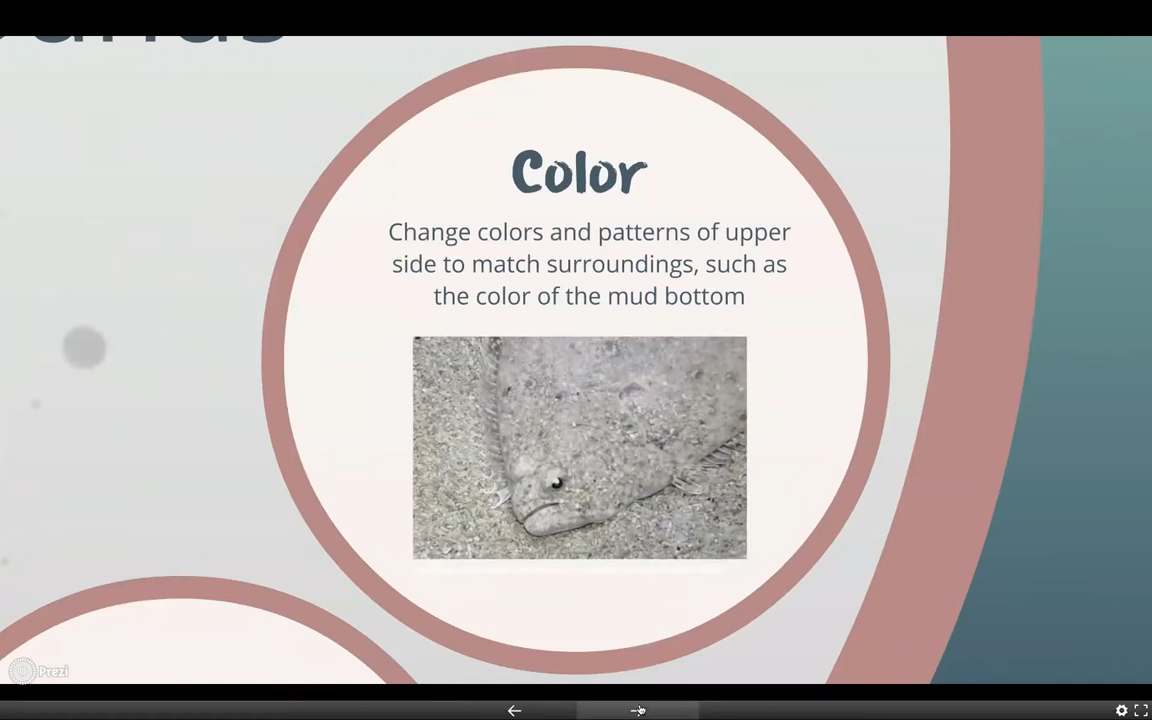 Color
Change colors and patterns of upper
side to match surroundings, such as
the color of the mud bottom
Prezi